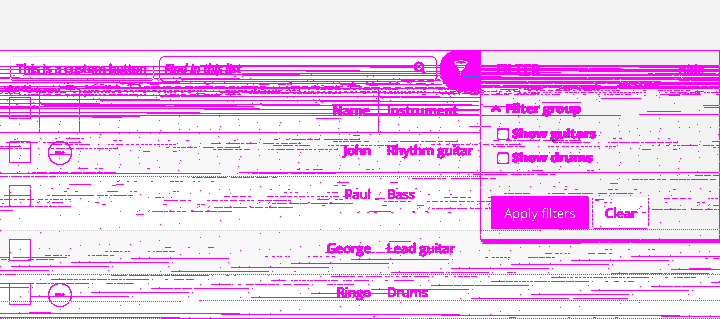 This is a custom button Find in this list FILTER
Name Instrument
Filter group
Show guitars
Show drums
John Rhythm guitar
Paul Bass
Apply filters Clear
George Lead guitar
Ringo Drums